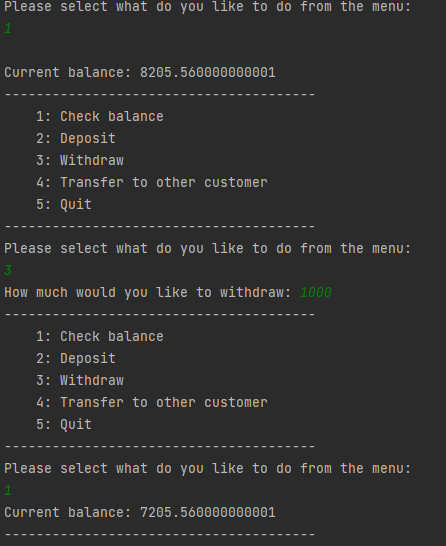 Please select what do you like to do from the menu:
1
Current balance: 8205.560000000001
---------------------------------------
    1: Check balance
    2: Deposit
    3: Withdraw
    4: Transfer to other customer
    5: Quit
---------------------------------------
Please select what do you like to do from the menu:
3
How much would you like to withdraw: 1000
---------------------------------------
    1: Check balance
    2: Deposit
    3: Withdraw
    4: Transfer to other customer
    5: Quit
---------------------------------------
Please select what do you like to do from the menu:
1
Current balance: 7205.560000000001
---------------------------------------